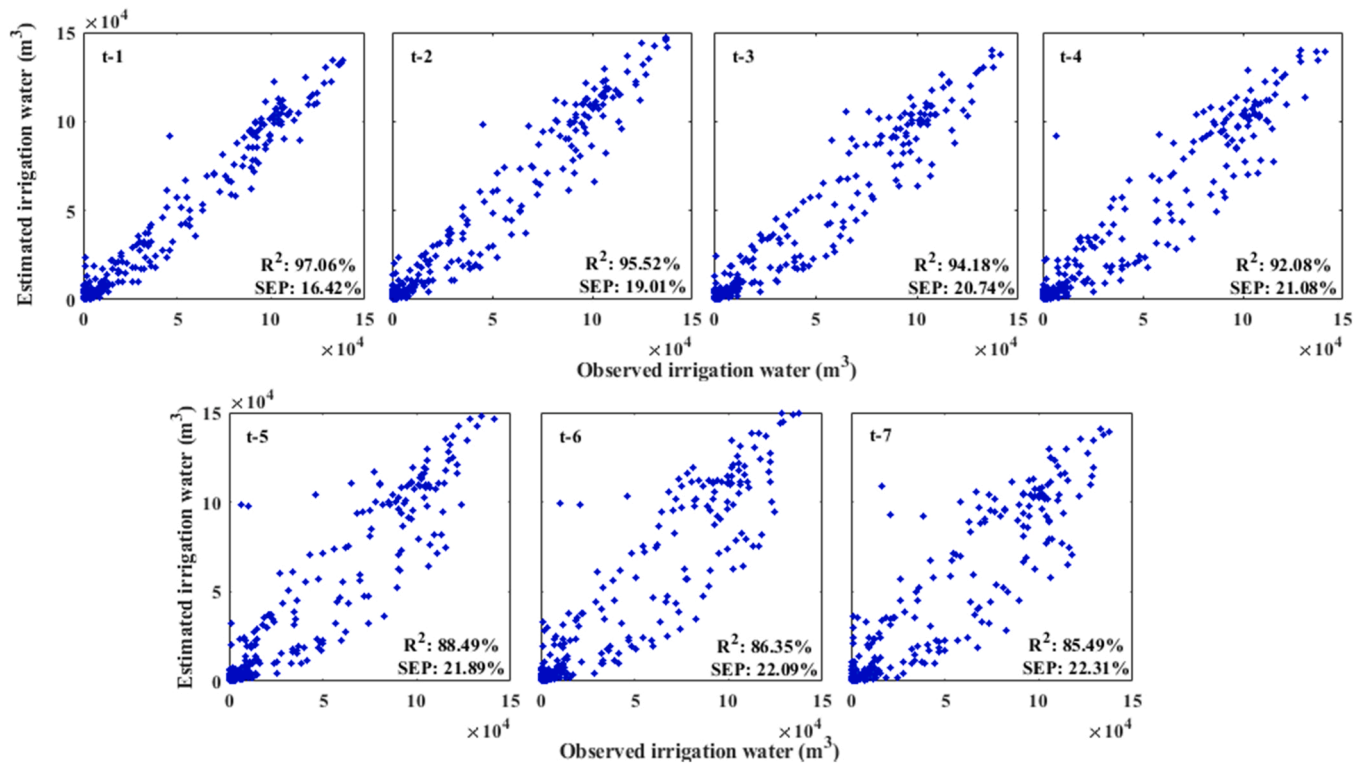 ×10⁴
Estimated irrigation water (m³)
15
10
5
0
t-1
R²: 97.06%
SEP: 16.42%
0 5 10 15
×10⁴
t-2
R²: 95.52%
SEP: 19.01%
0 5 10 15
×10⁴
t-3
R²: 94.18%
SEP: 20.74%
0 5 10 15
×10⁴
t-4
R²: 92.08%
SEP: 21.08%
0 5 10 15
×10⁴
Observed irrigation water (m³)
×10⁴
Estimated irrigation water (m³)
15
10
5
0
t-5
R²: 88.49%
SEP: 21.89%
0 5 10 15
×10⁴
t-6
R²: 86.35%
SEP: 22.09%
0 5 10 15
×10⁴
t-7
R²: 85.49%
SEP: 22.31%
0 5 10 15
×10⁴
Observed irrigation water (m³)